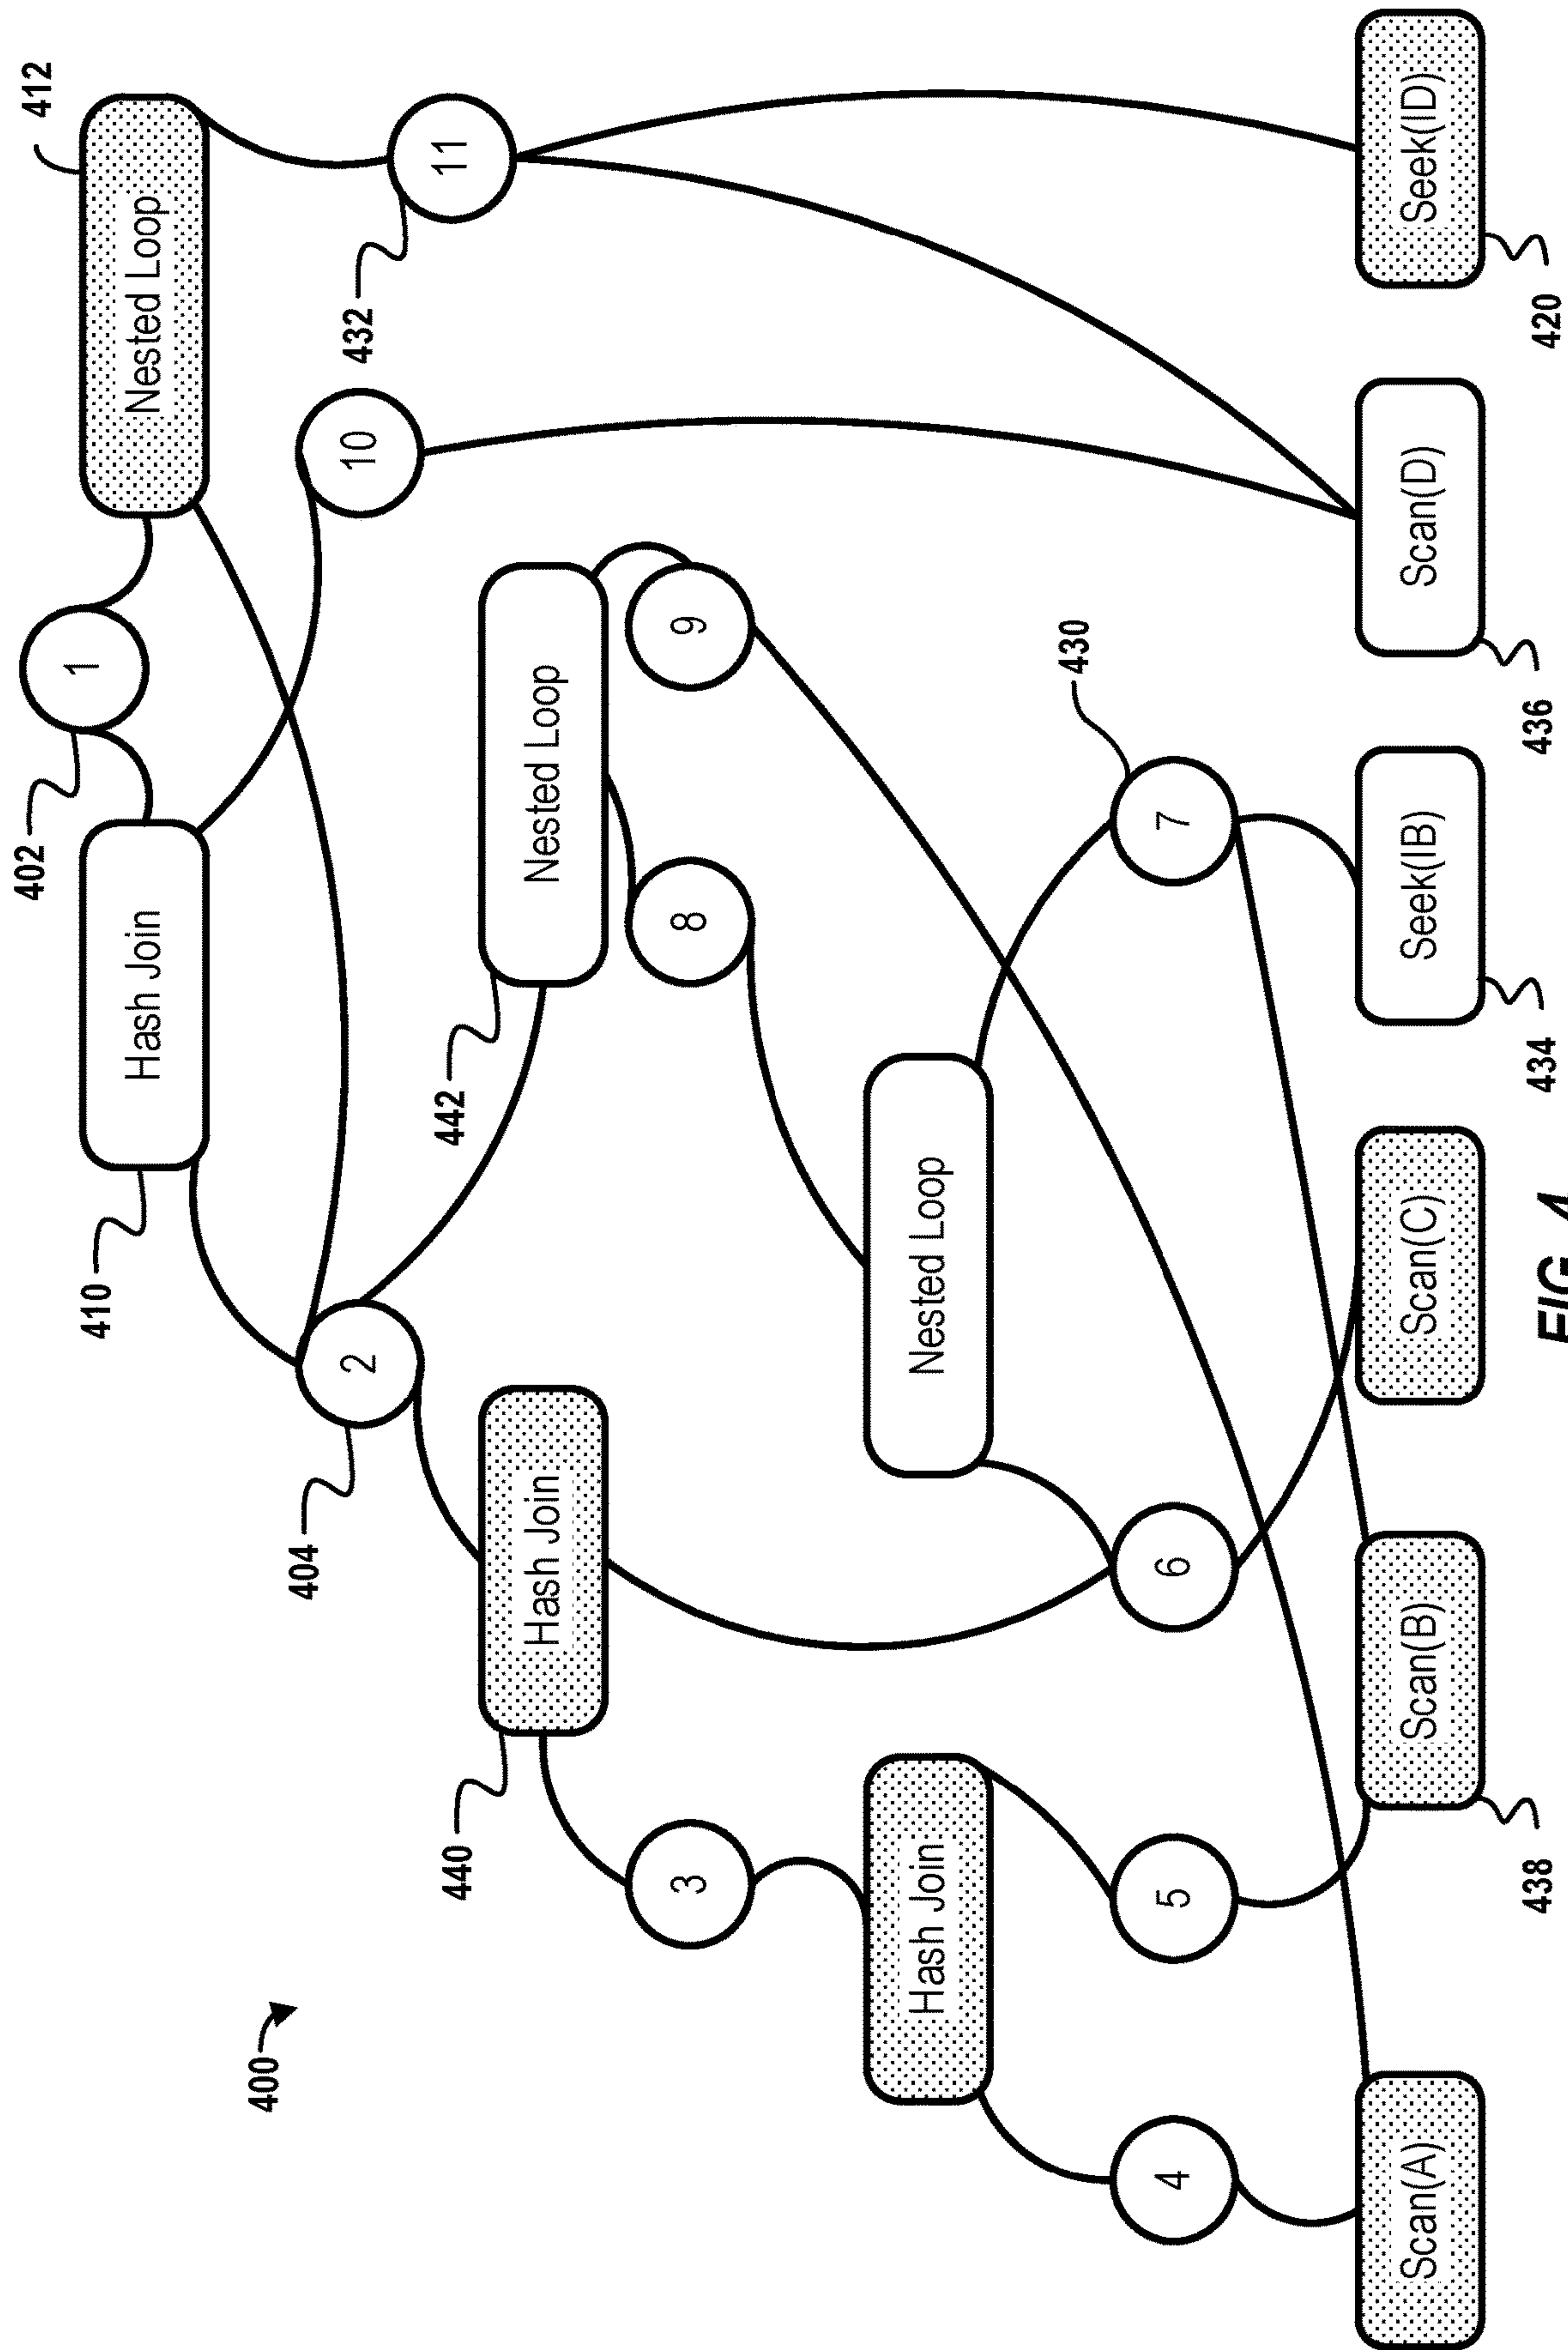 402
412
1
410
Hash Join
Nested Loop
400
404
2
10
432
440
442
11
Hash Join
Nested Loop
3
8
9
Hash Join
Nested Loop
430
4
5
6
7
Scan(A)
Scan(B)
Scan(C)
Seek(IB)
Scan(D)
Seek(ID)
438
434
436
420
FIG. 4